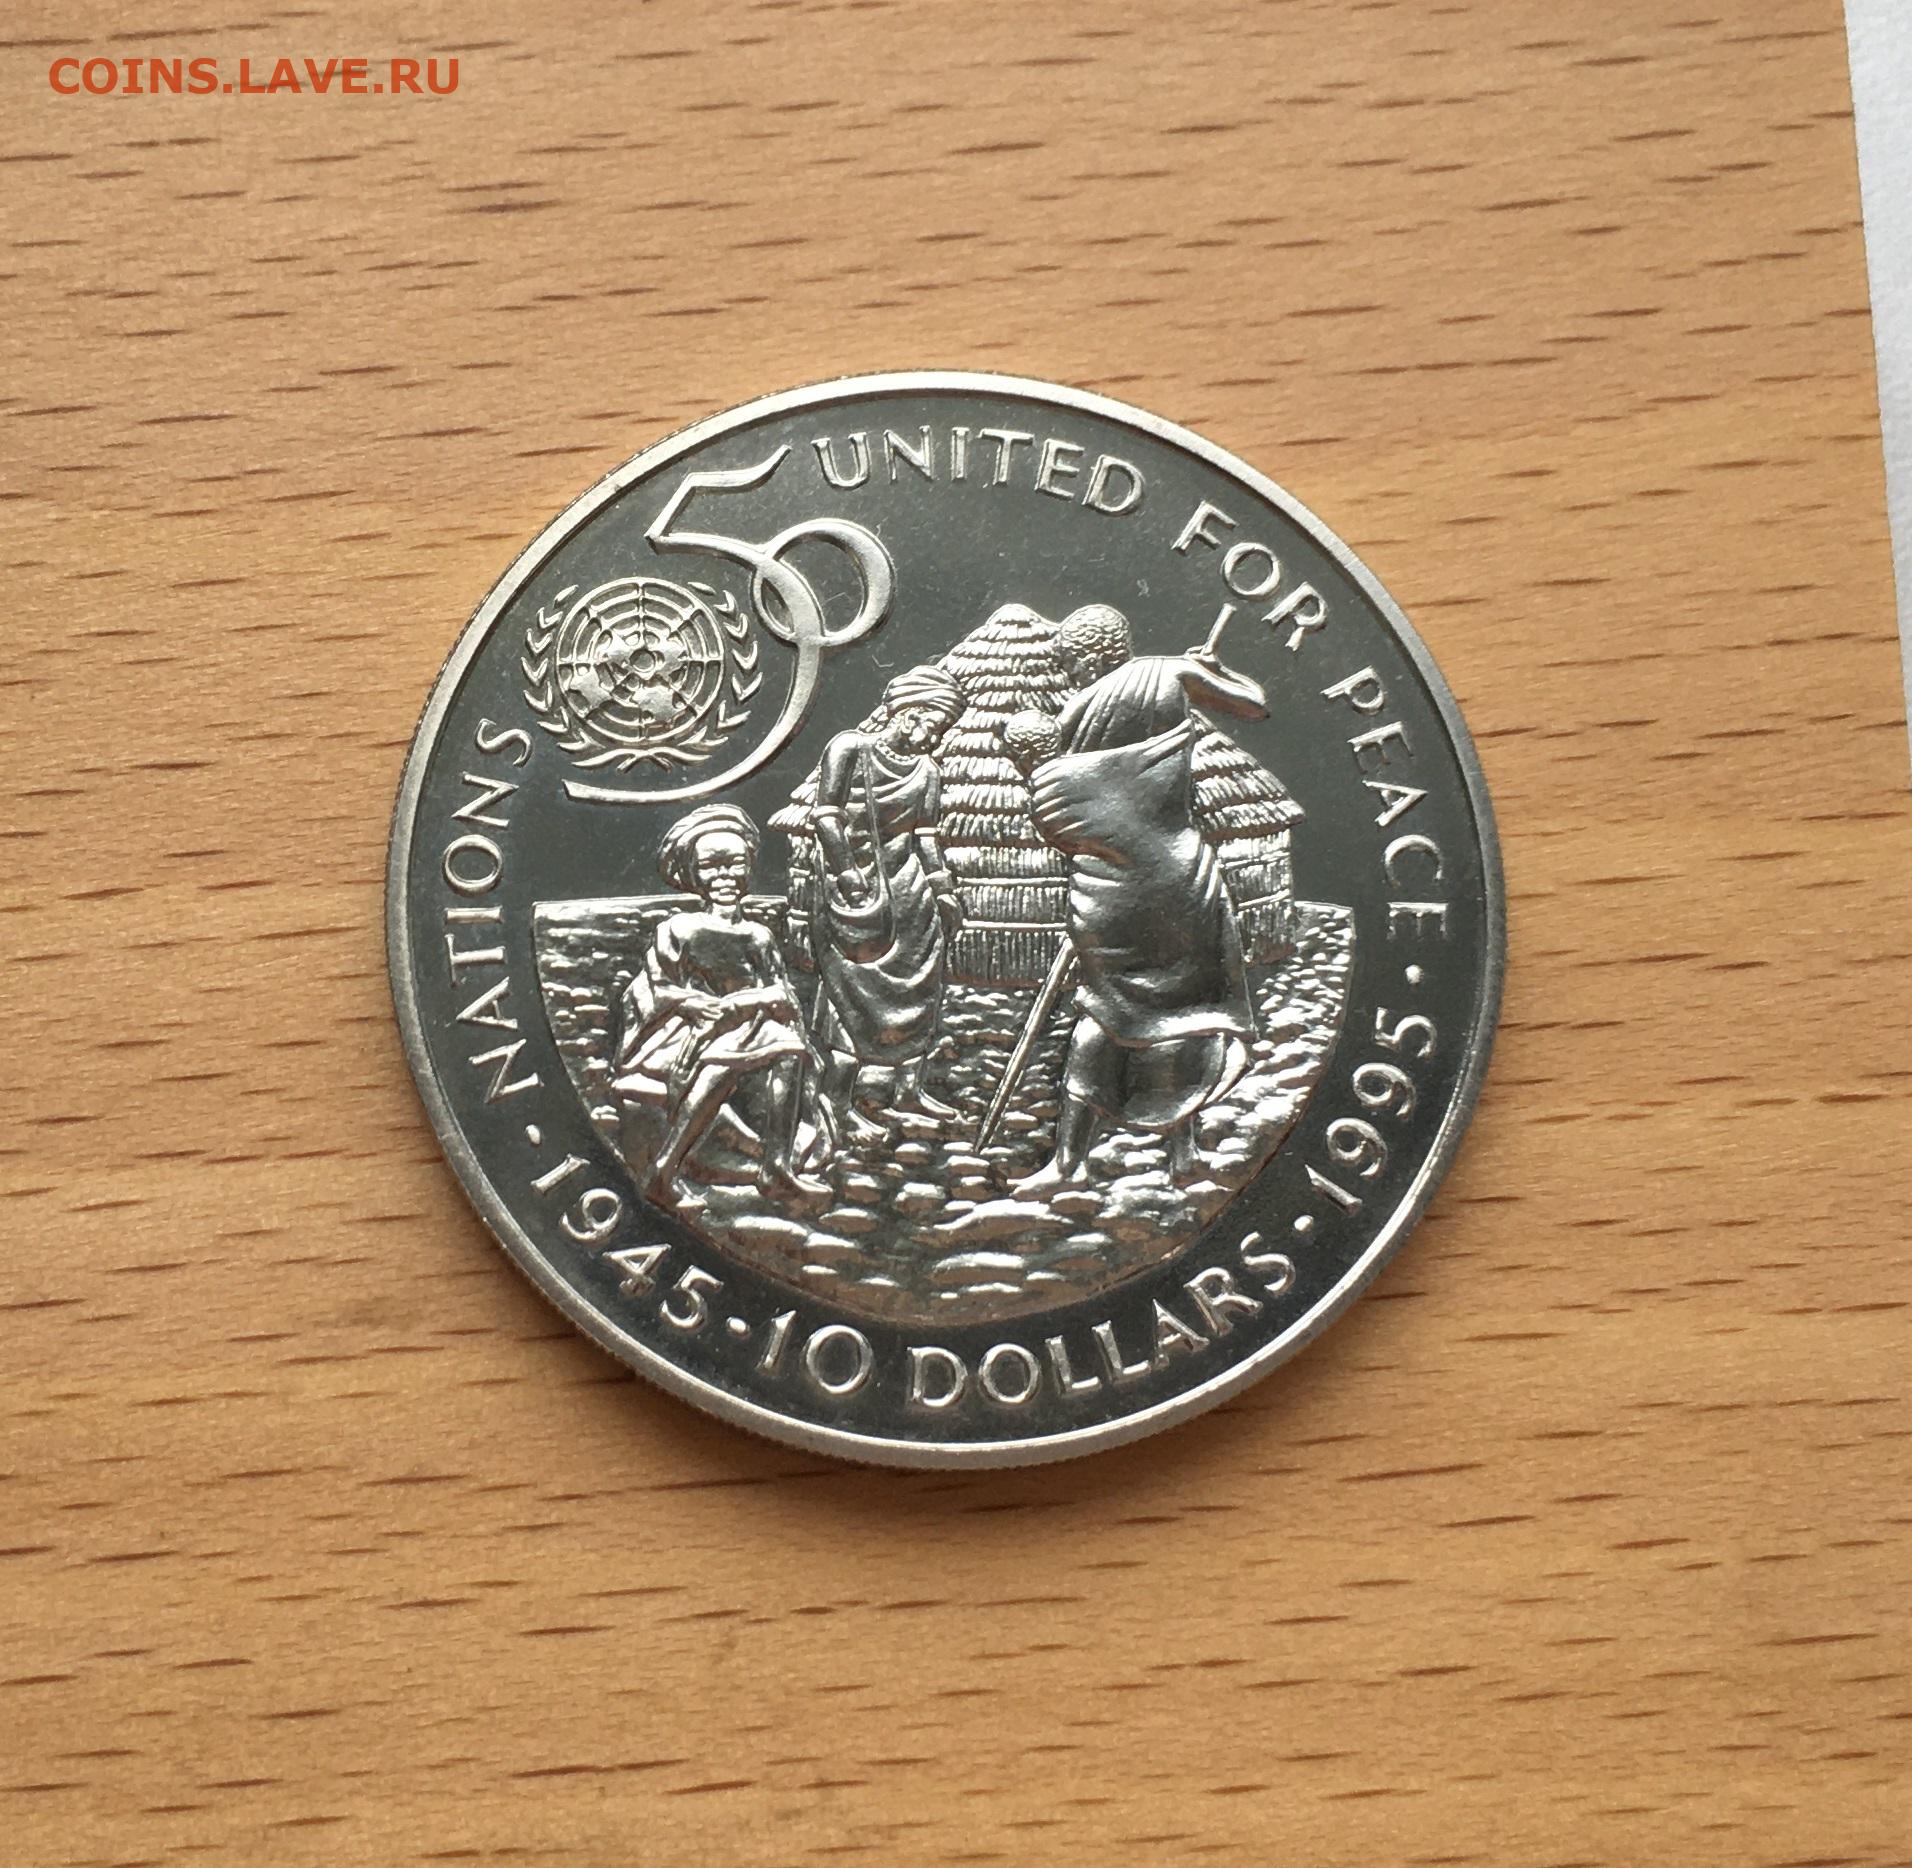 COINS.LAVE.RU
50
NATIONS UNITED FOR PEACE
· 1945 · 10 DOLLARS · 1995 ·